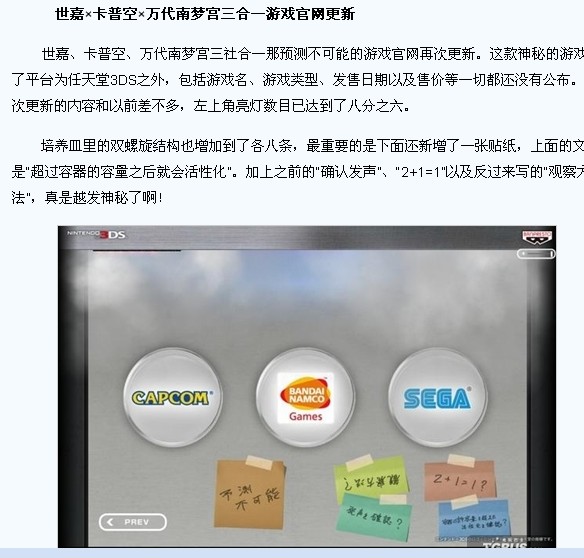 世嘉×卡普空×万代南梦宫三合一游戏官网更新
世嘉、卡普空、万代南梦宫三社合一那预测不可能的游戏官网再次更新。这款神秘的游戏
了平台为任天堂3DS之外，包括游戏名、游戏类型、发售日期以及售价等一切都还没有公布。
次更新的内容和以前差不多，左上角亮灯数目已达到了八分之六。
培养皿里的双螺旋结构也增加到了各八条，最重要的是下面还新增了一张贴纸，上面的文
是“超过容器的容量之后就会活性化”。加上之前的“确认发声”、“2+1=1”以及反过来写的“观察方
法”，真是越发神秘了啊！
NINTENDO 3DS
BANPRESTO
CAPCOM
BANDAI
NAMCO
Games
SEGA
予測
不可能
観察方法？
2+1=1?
発声を確認？
PREV
TGBUS